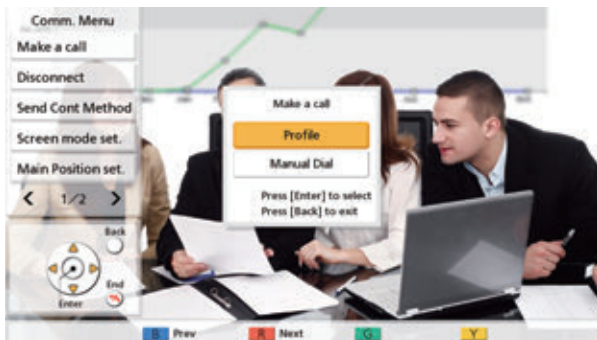 Comm. Menu
Make a call
Disconnect
Send Cont Method
Screen mode set.
Main Position set.
1/2
Back
End
Enter
Make a call
Profile
Manual Dial
Press [Enter] to select
Press [Back] to exit
B Prev R Next G Y